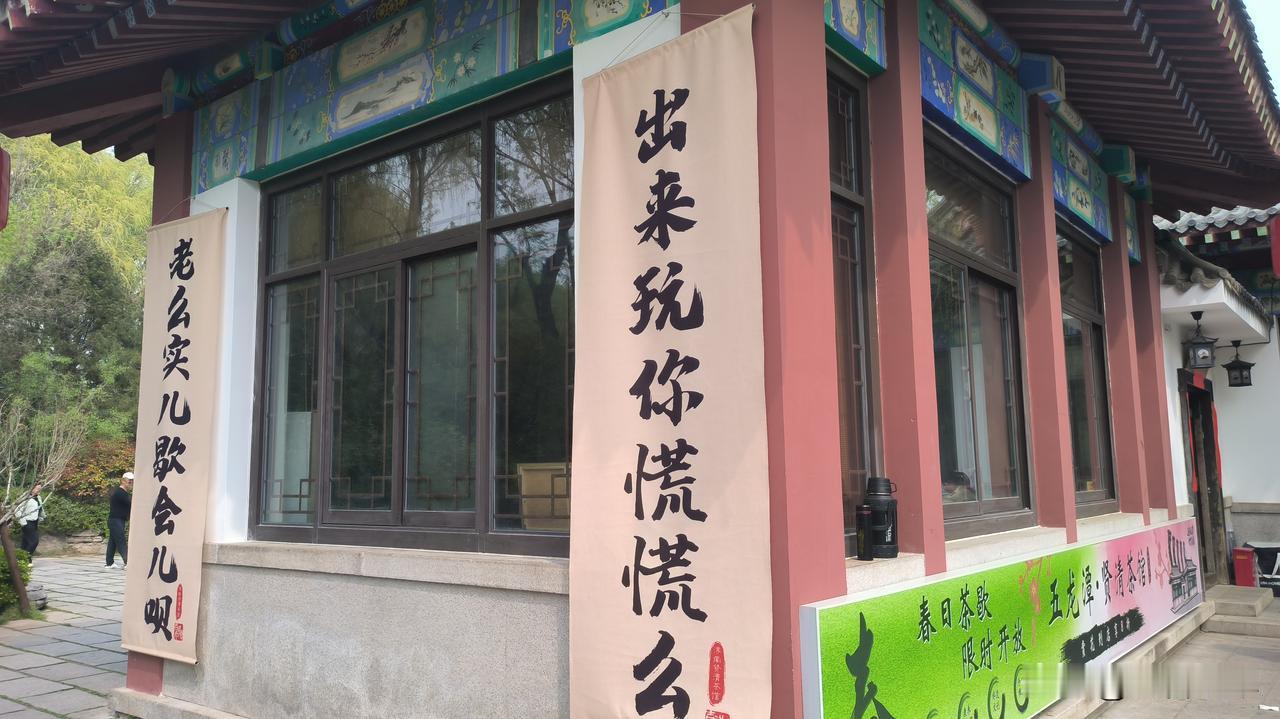 出来玩你慌慌么
老么实儿歇会儿呗
春日茶歇
限时开放
五龙潭·贤清茶馆
春